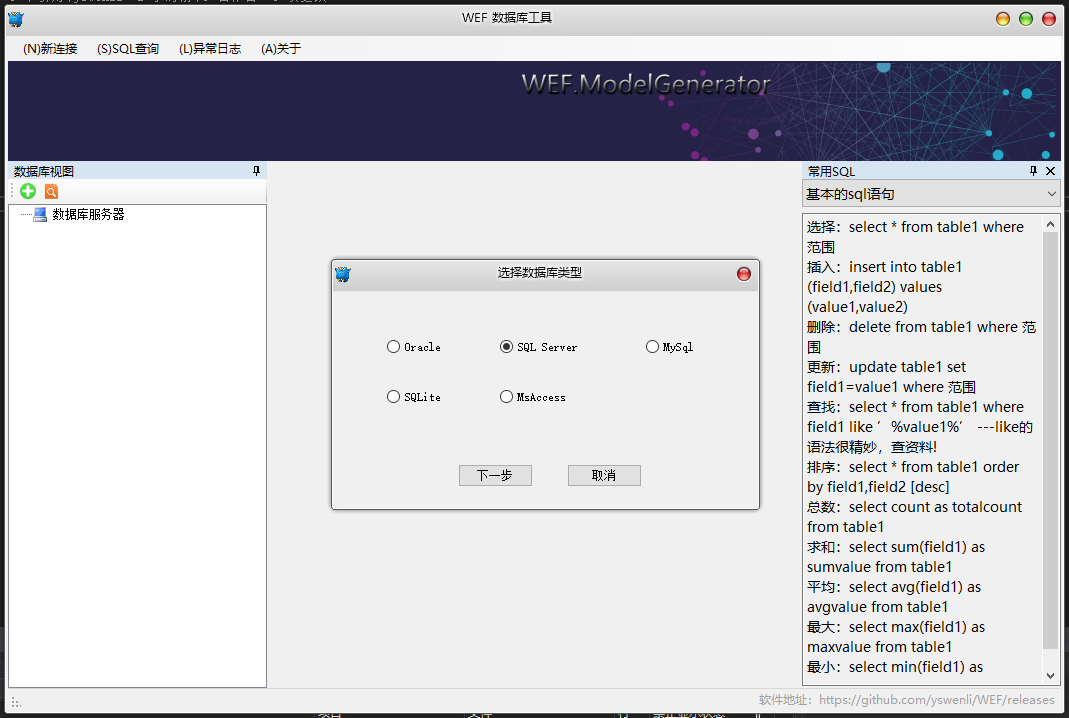 WEF 数据库工具
(N)新连接 (S)SQL查询 (L)异常日志 (A)关于
WEF.ModelGenerator
数据库视图
数据库服务器
选择数据库类型
Oracle SQL Server MySql
SQLite MsAccess
下一步 取消
常用SQL
基本的sql语句
选择：select * from table1 where
范围
插入：insert into table1
(field1,field2) values
(value1,value2)
删除：delete from table1 where 范
围
更新：update table1 set
field1=value1 where 范围
查找：select * from table1 where
field1 like ’%value1%’ ---like的
语法很精妙，查资料!
排序：select * from table1 order
by field1,field2 [desc]
总数：select count as totalcount
from table1
求和：select sum(field1) as
sumvalue from table1
平均：select avg(field1) as
avgvalue from table1
最大：select max(field1) as
maxvalue from table1
最小：select min(field1) as
软件地址：https://github.com/yswenli/WEF/releases